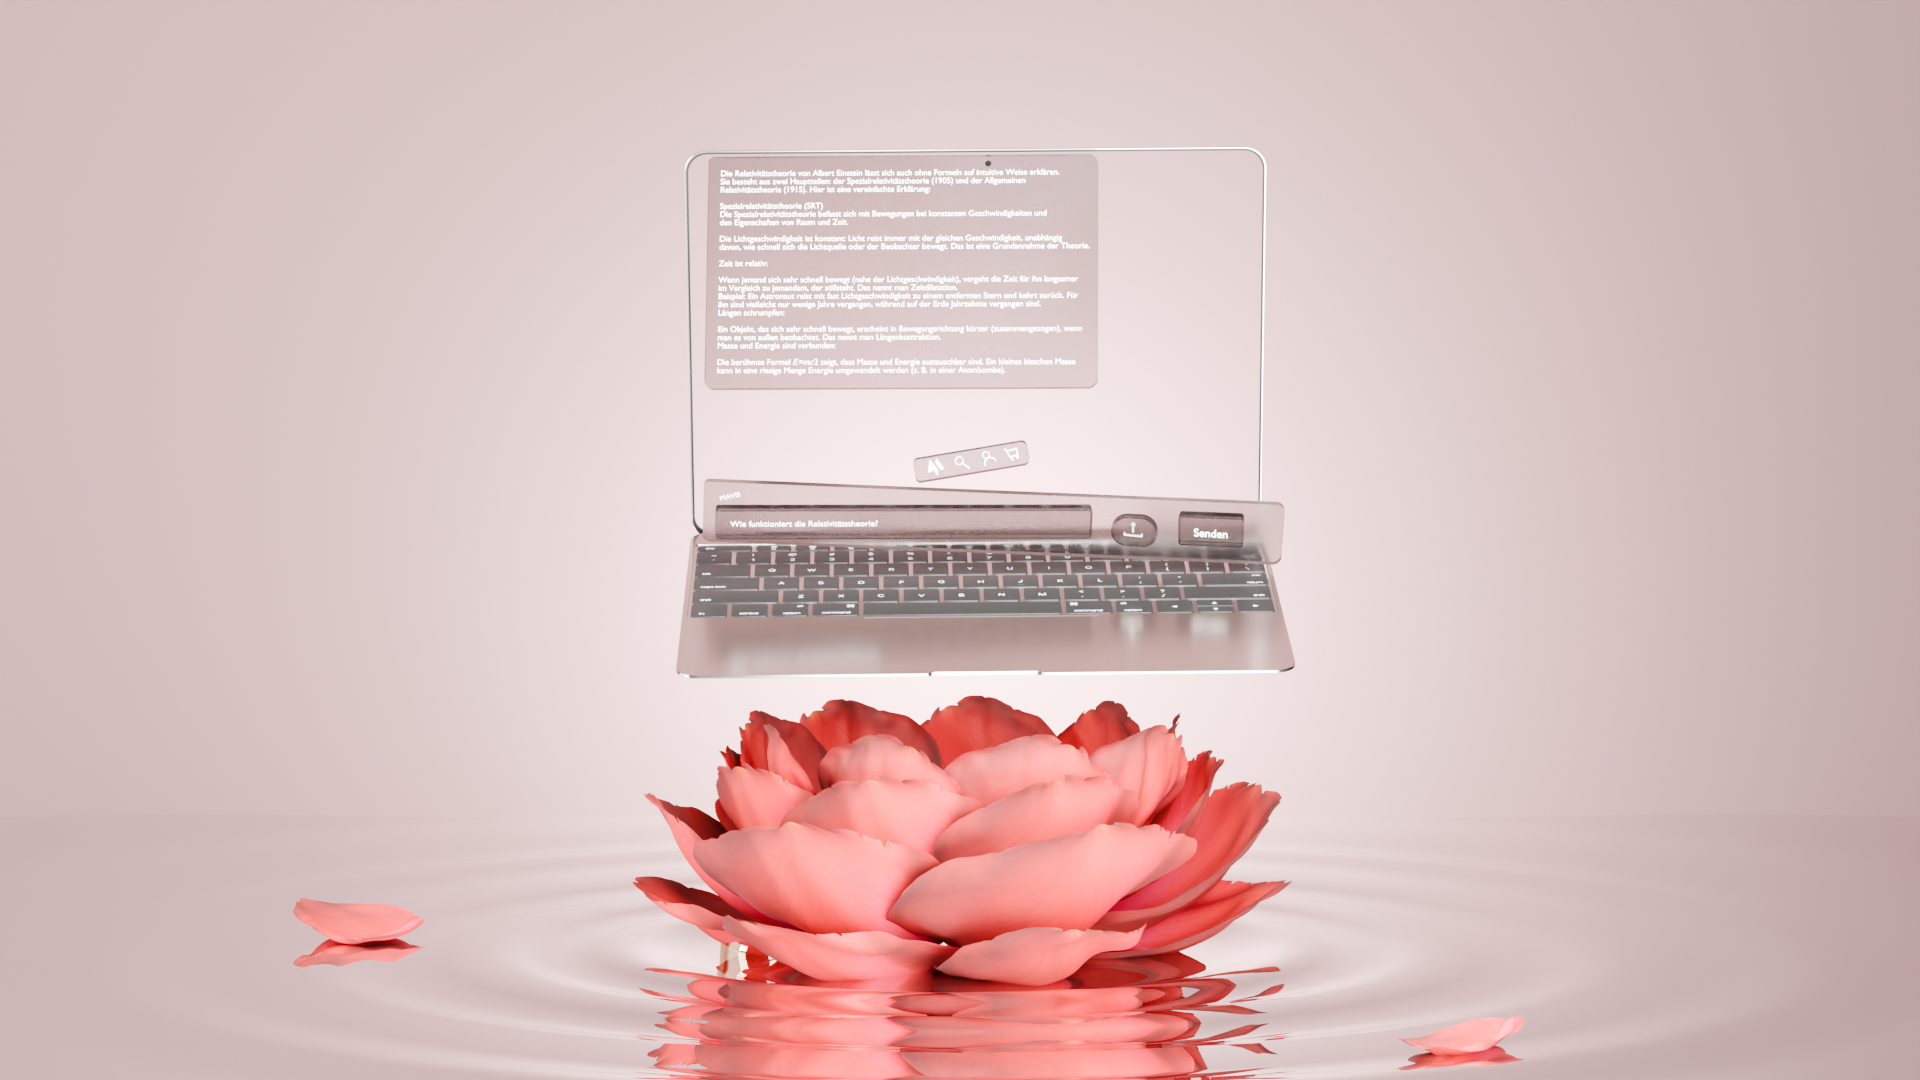 Die Relativitätstheorie von Albert Einstein lässt sich auch ohne Formeln auf intuitive Weise erklären.
Sie besteht aus zwei Hauptteilen: der Spezialrelativitätstheorie (1905) und der Allgemeinen
Relativitätstheorie (1915). Hier ist eine vereinfachte Erklärung:
Spezialrelativitätstheorie (SRT)
Die Spezialrelativitätstheorie befasst sich mit Bewegungen bei konstanten Geschwindigkeiten und
den Eigenschaften von Raum und Zeit.
Die Lichtgeschwindigkeit ist konstant: Licht reist immer mit der gleichen Geschwindigkeit, unabhängig
davon, wie schnell sich die Lichtquelle oder der Beobachter bewegt. Das ist eine Grundannahme der Theorie.
Zeit ist relativ:
Wenn jemand sich sehr schnell bewegt (nahe der Lichtgeschwindigkeit), vergeht die Zeit für ihn langsamer
im Vergleich zu jemandem, der stillsteht. Das nennt man Zeitdilatation.
Beispiel: Ein Astronaut reist mit fast Lichtgeschwindigkeit zu einem entfernten Stern und kehrt zurück. Für
ihn sind vielleicht nur wenige Jahre vergangen, während auf der Erde Jahrzehnte vergangen sind.
Längen schrumpfen:
Ein Objekt, das sich sehr schnell bewegt, erscheint in Bewegungsrichtung kürzer (zusammengezogen), wenn
man es von außen beobachtet. Das nennt man Längenkontraktion.
Masse und Energie sind verbunden:
Die berühmte Formel E=mc2 zeigt, dass Masse und Energie austauschbar sind. Ein kleines bisschen Masse
kann in eine riesige Menge Energie umgewandelt werden (z. B. in einer Atombombe).
MAVIS
Wie funktioniert die Relativitätstheorie?
Senden
Q W E R T Y U I O P
A S D F G H J K L
Z X C V B N M
control option command command option